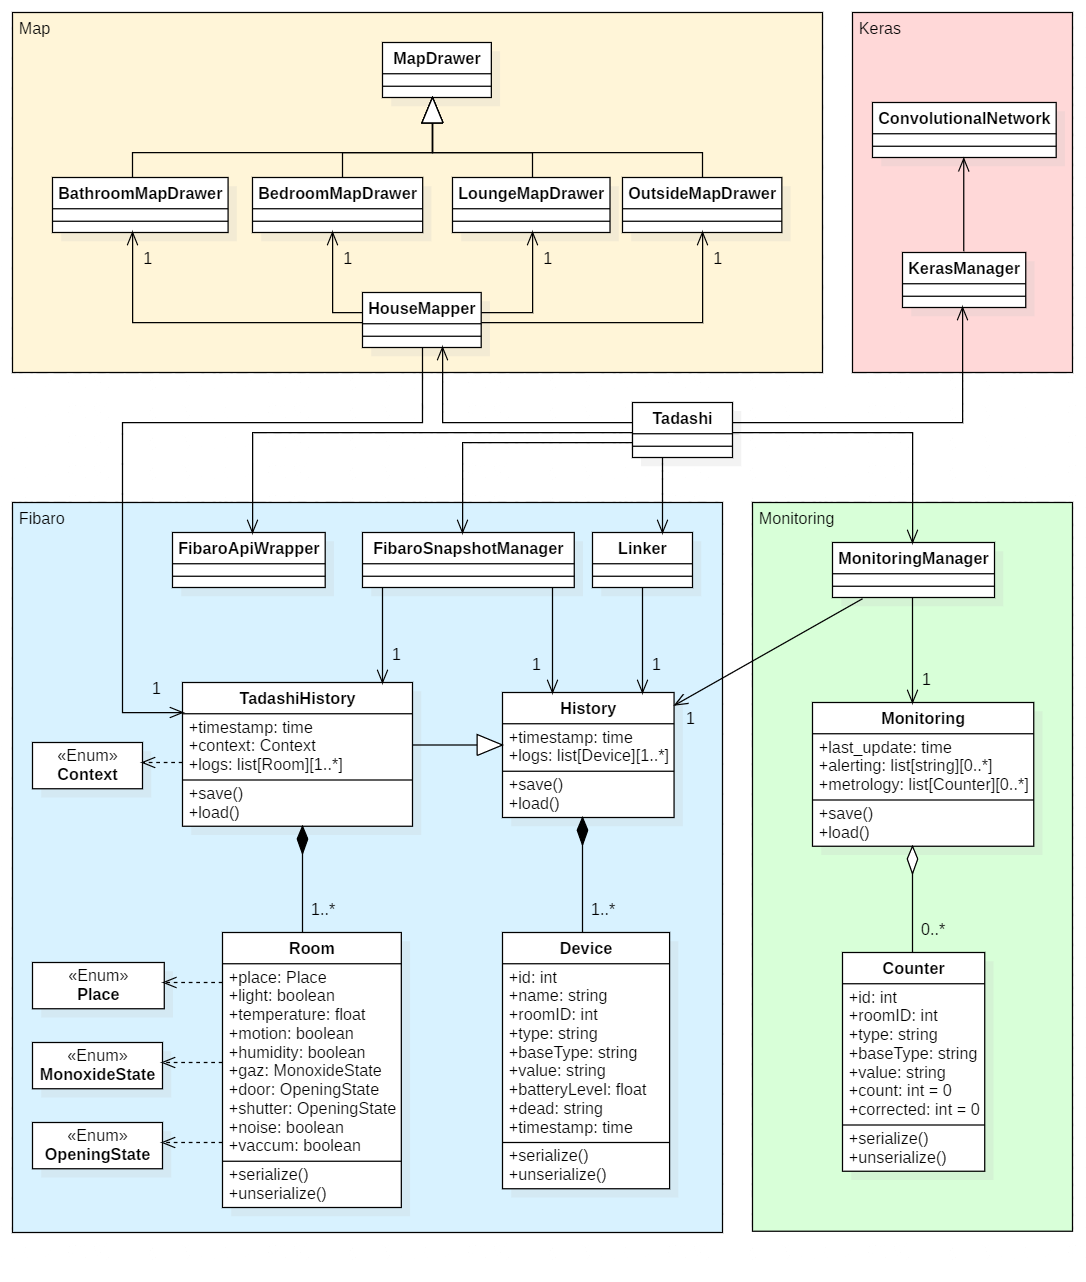 Map
MapDrawer
BathroomMapDrawer
BedroomMapDrawer
LoungeMapDrawer
OutsideMapDrawer
1
1
1
1
HouseMapper
Keras
ConvolutionalNetwork
KerasManager
Tadashi
Fibaro
FibaroApiWrapper
FibaroSnapshotManager
Linker
1
1
1
1
1
TadashiHistory
+timestamp: time
+context: Context
+logs: list[Room][1..*]
+save()
+load()
History
+timestamp: time
+logs: list[Device][1..*]
+save()
+load()
«Enum»
Context
1..*
1..*
Room
+place: Place
+light: boolean
+temperature: float
+motion: boolean
+humidity: boolean
+gaz: MonoxideState
+door: OpeningState
+shutter: OpeningState
+noise: boolean
+vaccum: boolean
+serialize()
+unserialize()
«Enum»
Place
«Enum»
MonoxideState
«Enum»
OpeningState
Device
+id: int
+name: string
+roomID: int
+type: string
+baseType: string
+value: string
+batteryLevel: float
+dead: string
+timestamp: time
+serialize()
+unserialize()
Monitoring
MonitoringManager
1
Monitoring
+last_update: time
+alerting: list[string][0..*]
+metrology: list[Counter][0..*]
+save()
+load()
0..*
Counter
+id: int
+roomID: int
+type: string
+baseType: string
+value: string
+count: int = 0
+corrected: int = 0
+serialize()
+unserialize()